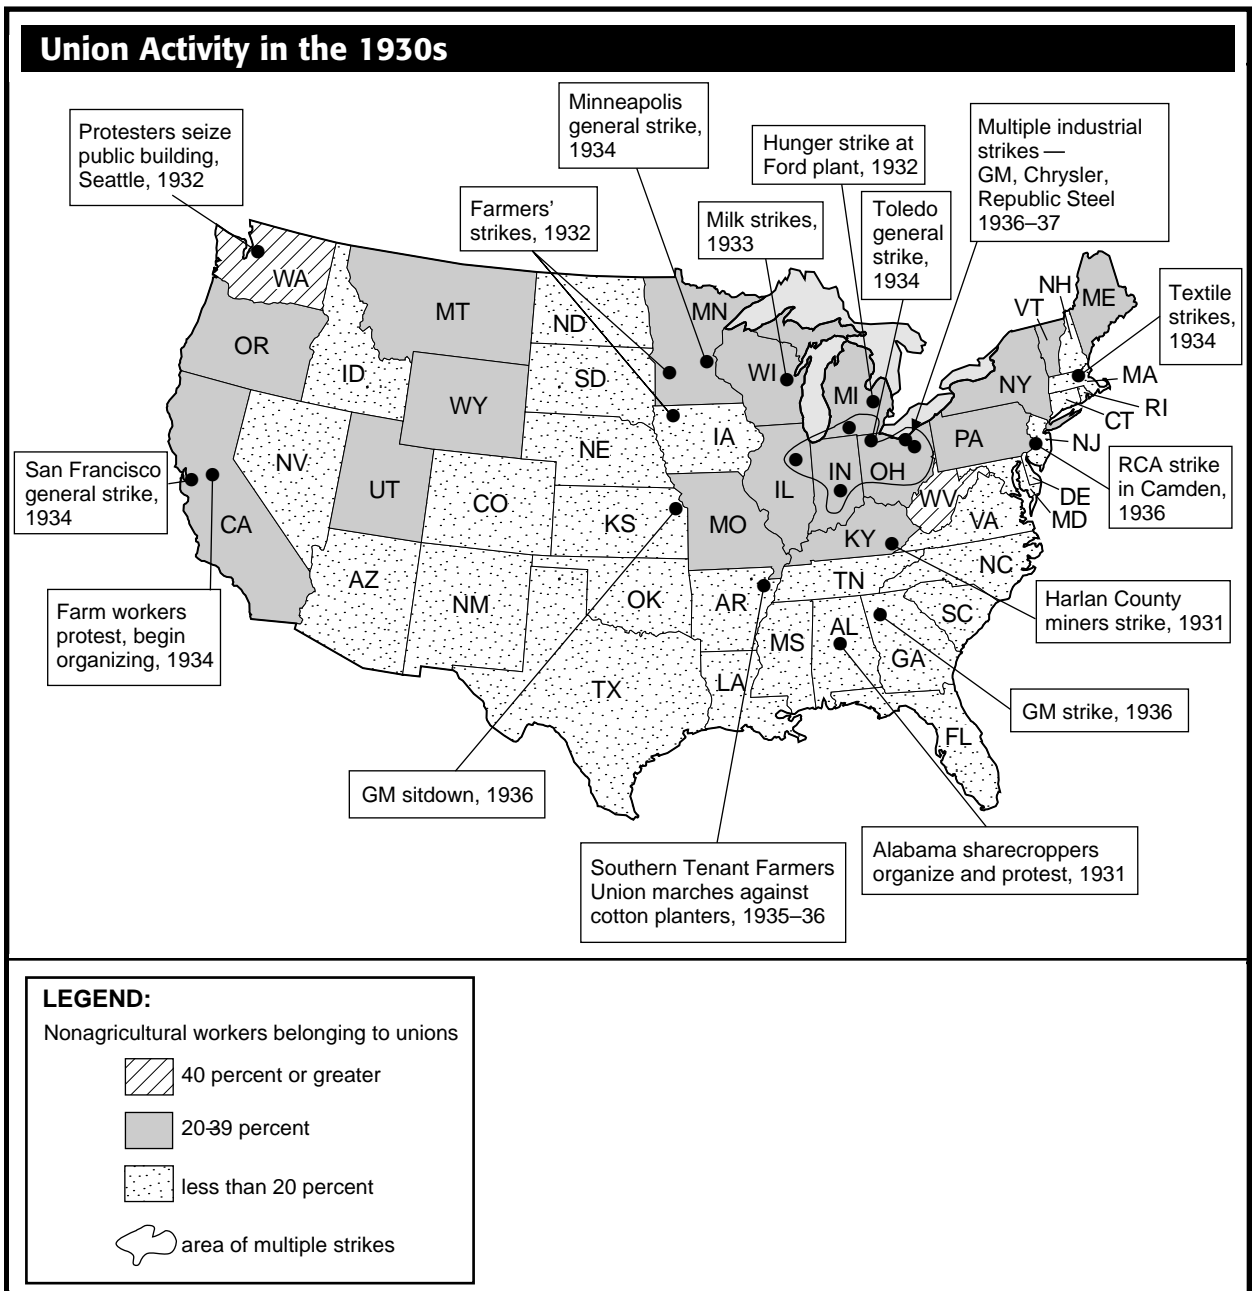 Union Activity in the 1930s
Protesters seize
public building,
Seattle, 1932
Minneapolis
general strike,
1934
Farmers'
strikes, 1932
Milk strikes,
1933
Hunger strike at
Ford plant, 1932
Toledo
general
strike,
1934
Multiple industrial
strikes —
GM, Chrysler,
Republic Steel
1936–37
Textile
strikes,
1934
RCA strike
in Camden,
1936
Harlan County
miners strike, 1931
GM strike, 1936
Alabama sharecroppers
organize and protest, 1931
Southern Tenant Farmers
Union marches against
cotton planters, 1935–36
GM sitdown, 1936
Farm workers
protest, begin
organizing, 1934
San Francisco
general strike,
1934
WA
OR
CA
ID
NV
MT
WY
UT
AZ
CO
NM
ND
SD
NE
KS
OK
TX
MN
IA
MO
AR
LA
WI
IL
MI
IN
OH
KY
TN
MS
AL
GA
FL
SC
NC
VA
WV
PA
NY
VT
NH
ME
MA
RI
CT
NJ
DE
MD
LEGEND:
Nonagricultural workers belonging to unions
40 percent or greater
20-39 percent
less than 20 percent
area of multiple strikes